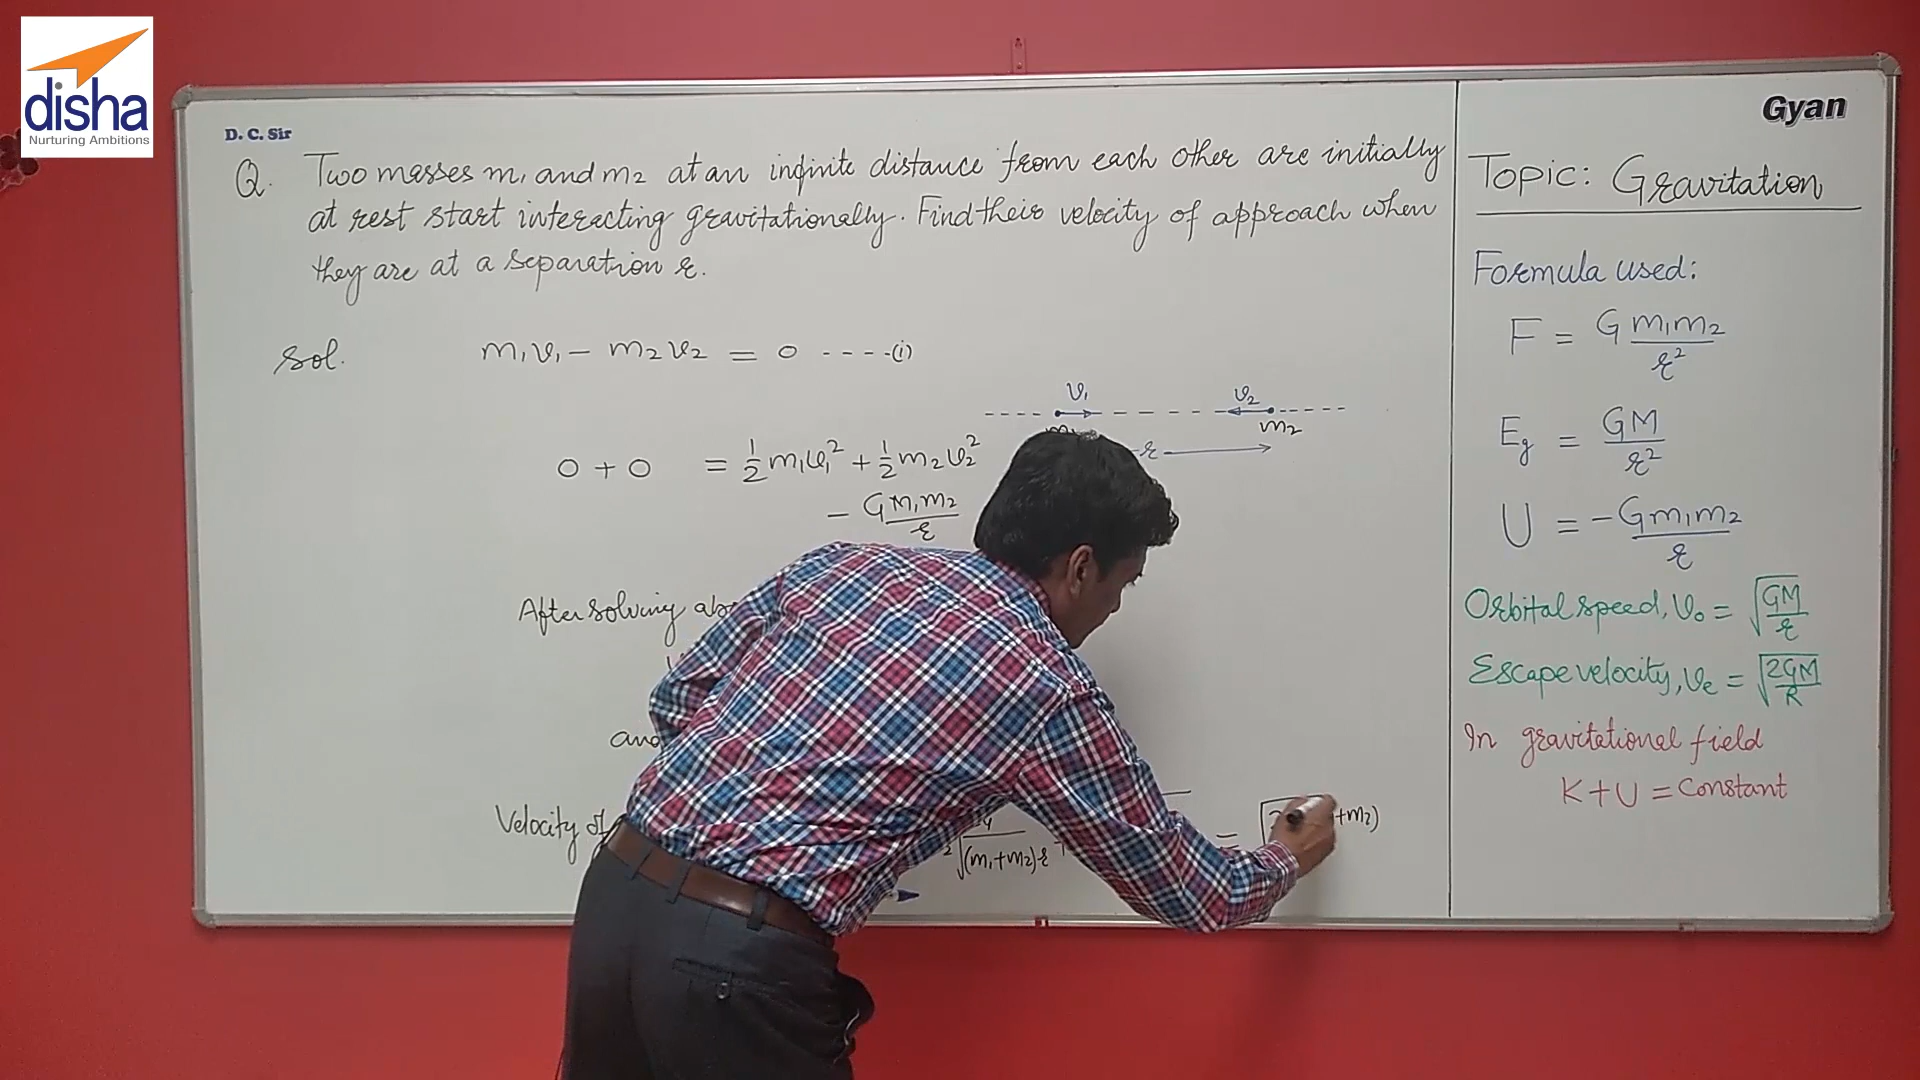 disha
Nurturing Ambitions
D. C. Sir
Gyan
Q. Two masses m₁ and m₂ at an infinite distance from each other are initially
at rest start interacting gravitationally. Find their velocity of approach when
they are at a separation r.
Sol.
m₁v₁ - m₂v₂ = 0 ----(i)
v₁ v₂
m₂
r
0 + 0 = 1/2 m₁v₁² + 1/2 m₂v₂²
- G M₁m₂/r
After solving
and
Velocity of
√(m₁+m₂)r
=
+m₂)
Topic: Gravitation
Formula used:
F = G m₁m₂/r²
E_g = GM/r²
U = -Gm₁m₂/r
Orbital speed, v₀ = √GM/r
Escape velocity, vₑ = √2GM/R
In gravitational field
K+U = Constant